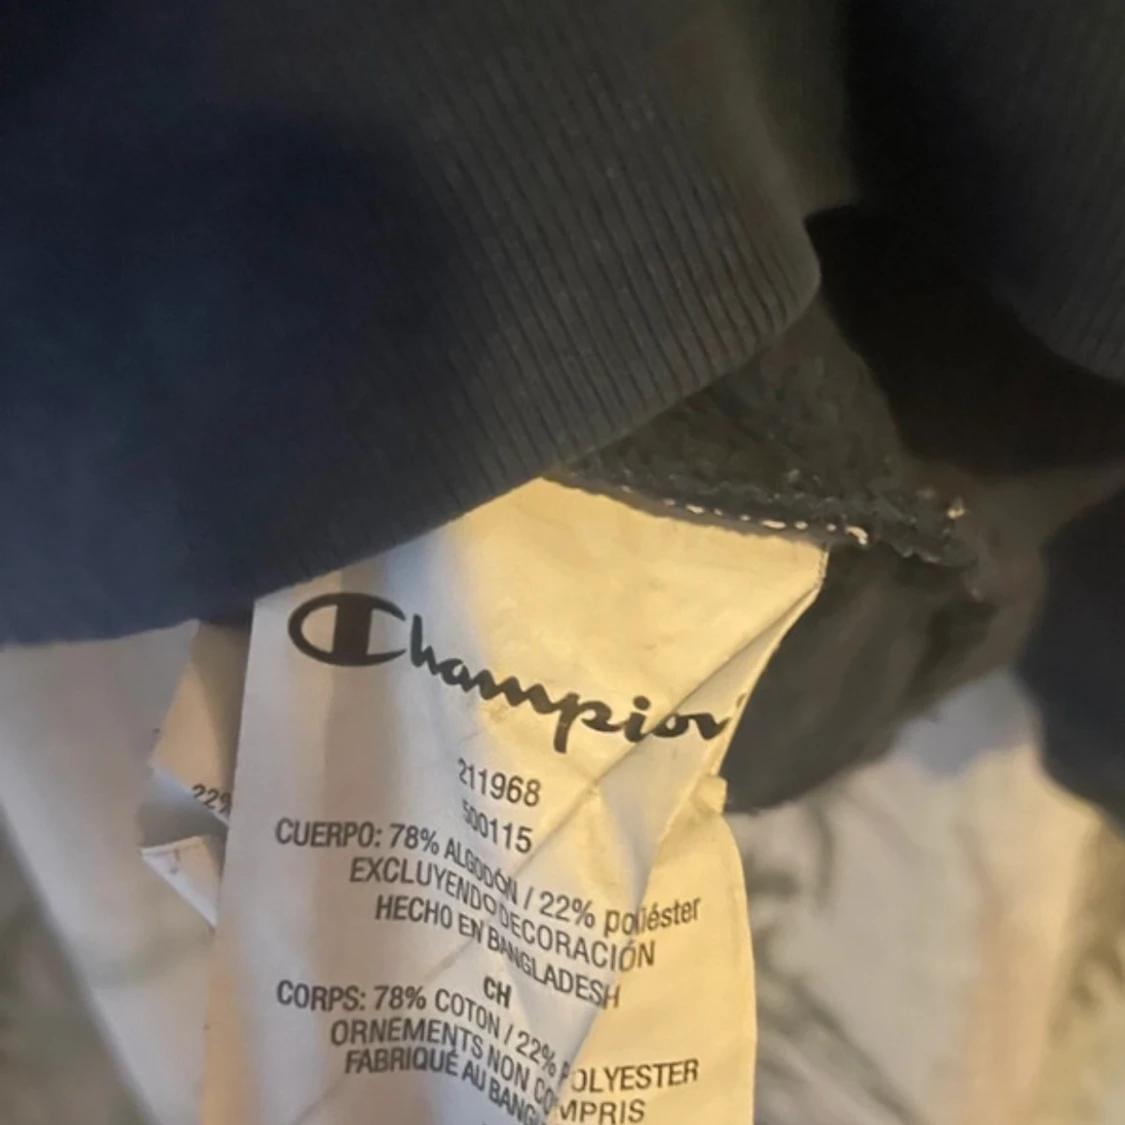 Champion
211968
500115
CUERPO: 78% ALGODÓN / 22% poliéster
EXCLUYENDO DECORACIÓN
HECHO EN BANGLADESH
CH
CORPS: 78% COTON / 22% POLYESTER
ORNEMENTS NON COMPRIS
FABRIQUÉ AU
22%